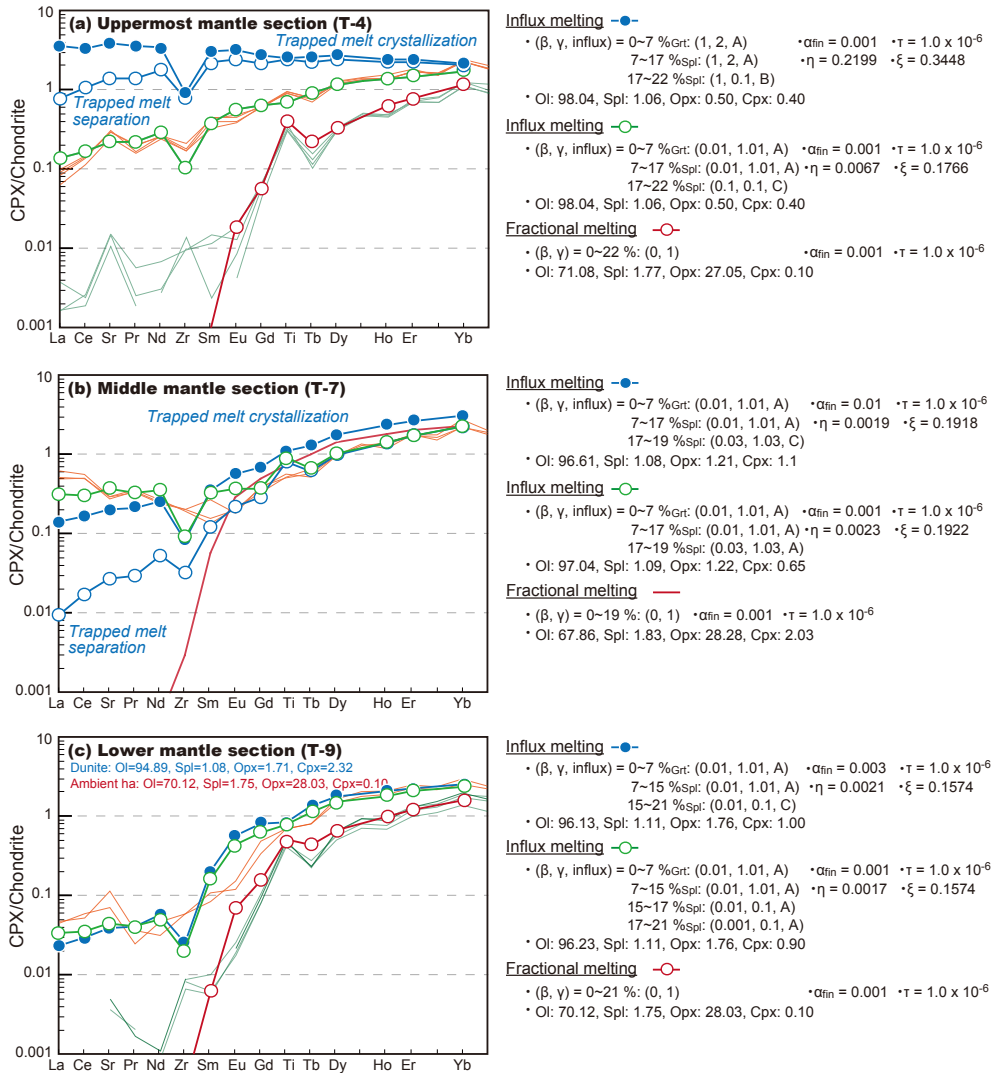 (a) Uppermost mantle section (T-4)
Trapped melt crystallization
Trapped melt
separation
CPX/Chondrite
10
1
0.1
0.01
0.001
La Ce Sr Pr Nd Zr Sm Eu Gd Ti Tb Dy Ho Er Yb
Influx melting
• (β, γ, influx) = 0~7 %Grt: (1, 2, A) •αfin = 0.001 •τ = 1.0 x 10-6
7~17 %Spl: (1, 2, A) •η = 0.2199 •ξ = 0.3448
17~22 %Spl: (1, 0.1, B)
• Ol: 98.04, Spl: 1.06, Opx: 0.50, Cpx: 0.40
Influx melting
• (β, γ, influx) = 0~7 %Grt: (0.01, 1.01, A) •αfin = 0.001 •τ = 1.0 x 10-6
7~17 %Spl: (0.01, 1.01, A) •η = 0.0067 •ξ = 0.1766
17~22 %Spl: (0.1, 0.1, C)
• Ol: 98.04, Spl: 1.06, Opx: 0.50, Cpx: 0.40
Fractional melting
• (β, γ) = 0~22 %: (0, 1) •αfin = 0.001 •τ = 1.0 x 10-6
• Ol: 71.08, Spl: 1.77, Opx: 27.05, Cpx: 0.10
(b) Middle mantle section (T-7)
Trapped melt crystallization
Trapped melt
separation
CPX/Chondrite
10
1
0.1
0.01
0.001
La Ce Sr Pr Nd Zr Sm Eu Gd Ti Tb Dy Ho Er Yb
Influx melting
• (β, γ, influx) = 0~7 %Grt: (0.01, 1.01, A) •αfin = 0.01 •τ = 1.0 x 10-6
7~17 %Spl: (0.01, 1.01, A) •η = 0.0019 •ξ = 0.1918
17~19 %Spl: (0.03, 1.03, C)
• Ol: 96.61, Spl: 1.08, Opx: 1.21, Cpx: 1.1
Influx melting
• (β, γ, influx) = 0~7 %Grt: (0.01, 1.01, A) •αfin = 0.001 •τ = 1.0 x 10-6
7~17 %Spl: (0.01, 1.01, A) •η = 0.0023 •ξ = 0.1922
17~19 %Spl: (0.03, 1.03, A)
• Ol: 97.04, Spl: 1.09, Opx: 1.22, Cpx: 0.65
Fractional melting
• (β, γ) = 0~19 %: (0, 1) •αfin = 0.001 •τ = 1.0 x 10-6
• Ol: 67.86, Spl: 1.83, Opx: 28.28, Cpx: 2.03
(c) Lower mantle section (T-9)
Dunite: Ol=94.89, Spl=1.08, Opx=1.71, Cpx=2.32
Ambient ha: Ol=70.12, Spl=1.75, Opx=28.03, Cpx=0.10
CPX/Chondrite
10
1
0.1
0.01
0.001
La Ce Sr Pr Nd Zr Sm Eu Gd Ti Tb Dy Ho Er Yb
Influx melting
• (β, γ, influx) = 0~7 %Grt: (0.01, 1.01, A) •αfin = 0.003 •τ = 1.0 x 10-6
7~15 %Spl: (0.01, 1.01, A) •η = 0.0021 •ξ = 0.1574
15~21 %Spl: (0.01, 0.1, C)
• Ol: 96.13, Spl: 1.11, Opx: 1.76, Cpx: 1.00
Influx melting
• (β, γ, influx) = 0~7 %Grt: (0.01, 1.01, A) •αfin = 0.001 •τ = 1.0 x 10-6
7~15 %Spl: (0.01, 1.01, A) •η = 0.0017 •ξ = 0.1574
15~17 %Spl: (0.01, 0.1, A)
17~21 %Spl: (0.001, 0.1, A)
• Ol: 96.23, Spl: 1.11, Opx: 1.76, Cpx: 0.90
Fractional melting
• (β, γ) = 0~21 %: (0, 1) •αfin = 0.001 •τ = 1.0 x 10-6
• Ol: 70.12, Spl: 1.75, Opx: 28.03, Cpx: 0.10